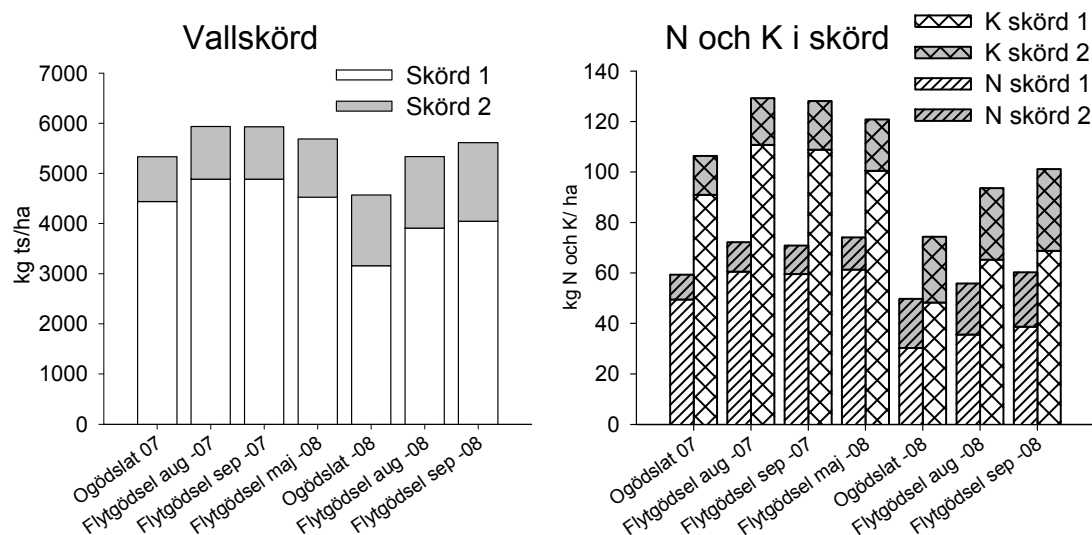 Vallskörd
Skörd 1
Skörd 2
kg ts/ha
7000
6000
5000
4000
3000
2000
1000
0
Ogödslat 07
Flytgödsel aug -07
Flytgödsel sep -07
Flytgödsel maj -08
Ogödslat -08
Flytgödsel aug -08
Flytgödsel sep -08
N och K i skörd
K skörd 1
K skörd 2
N skörd 1
N skörd 2
kg N och K/ ha
140
120
100
80
60
40
20
0
Ogödslat 07
Flytgödsel aug -07
Flytgödsel sep -07
Flytgödsel maj -08
Ogödslat -08
Flytgödsel aug -08
Flytgödsel sep -08